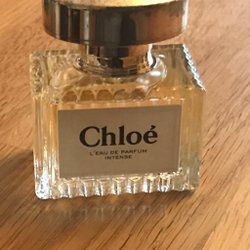 Chloé
L'EAU DE PARFUM
INTENSE